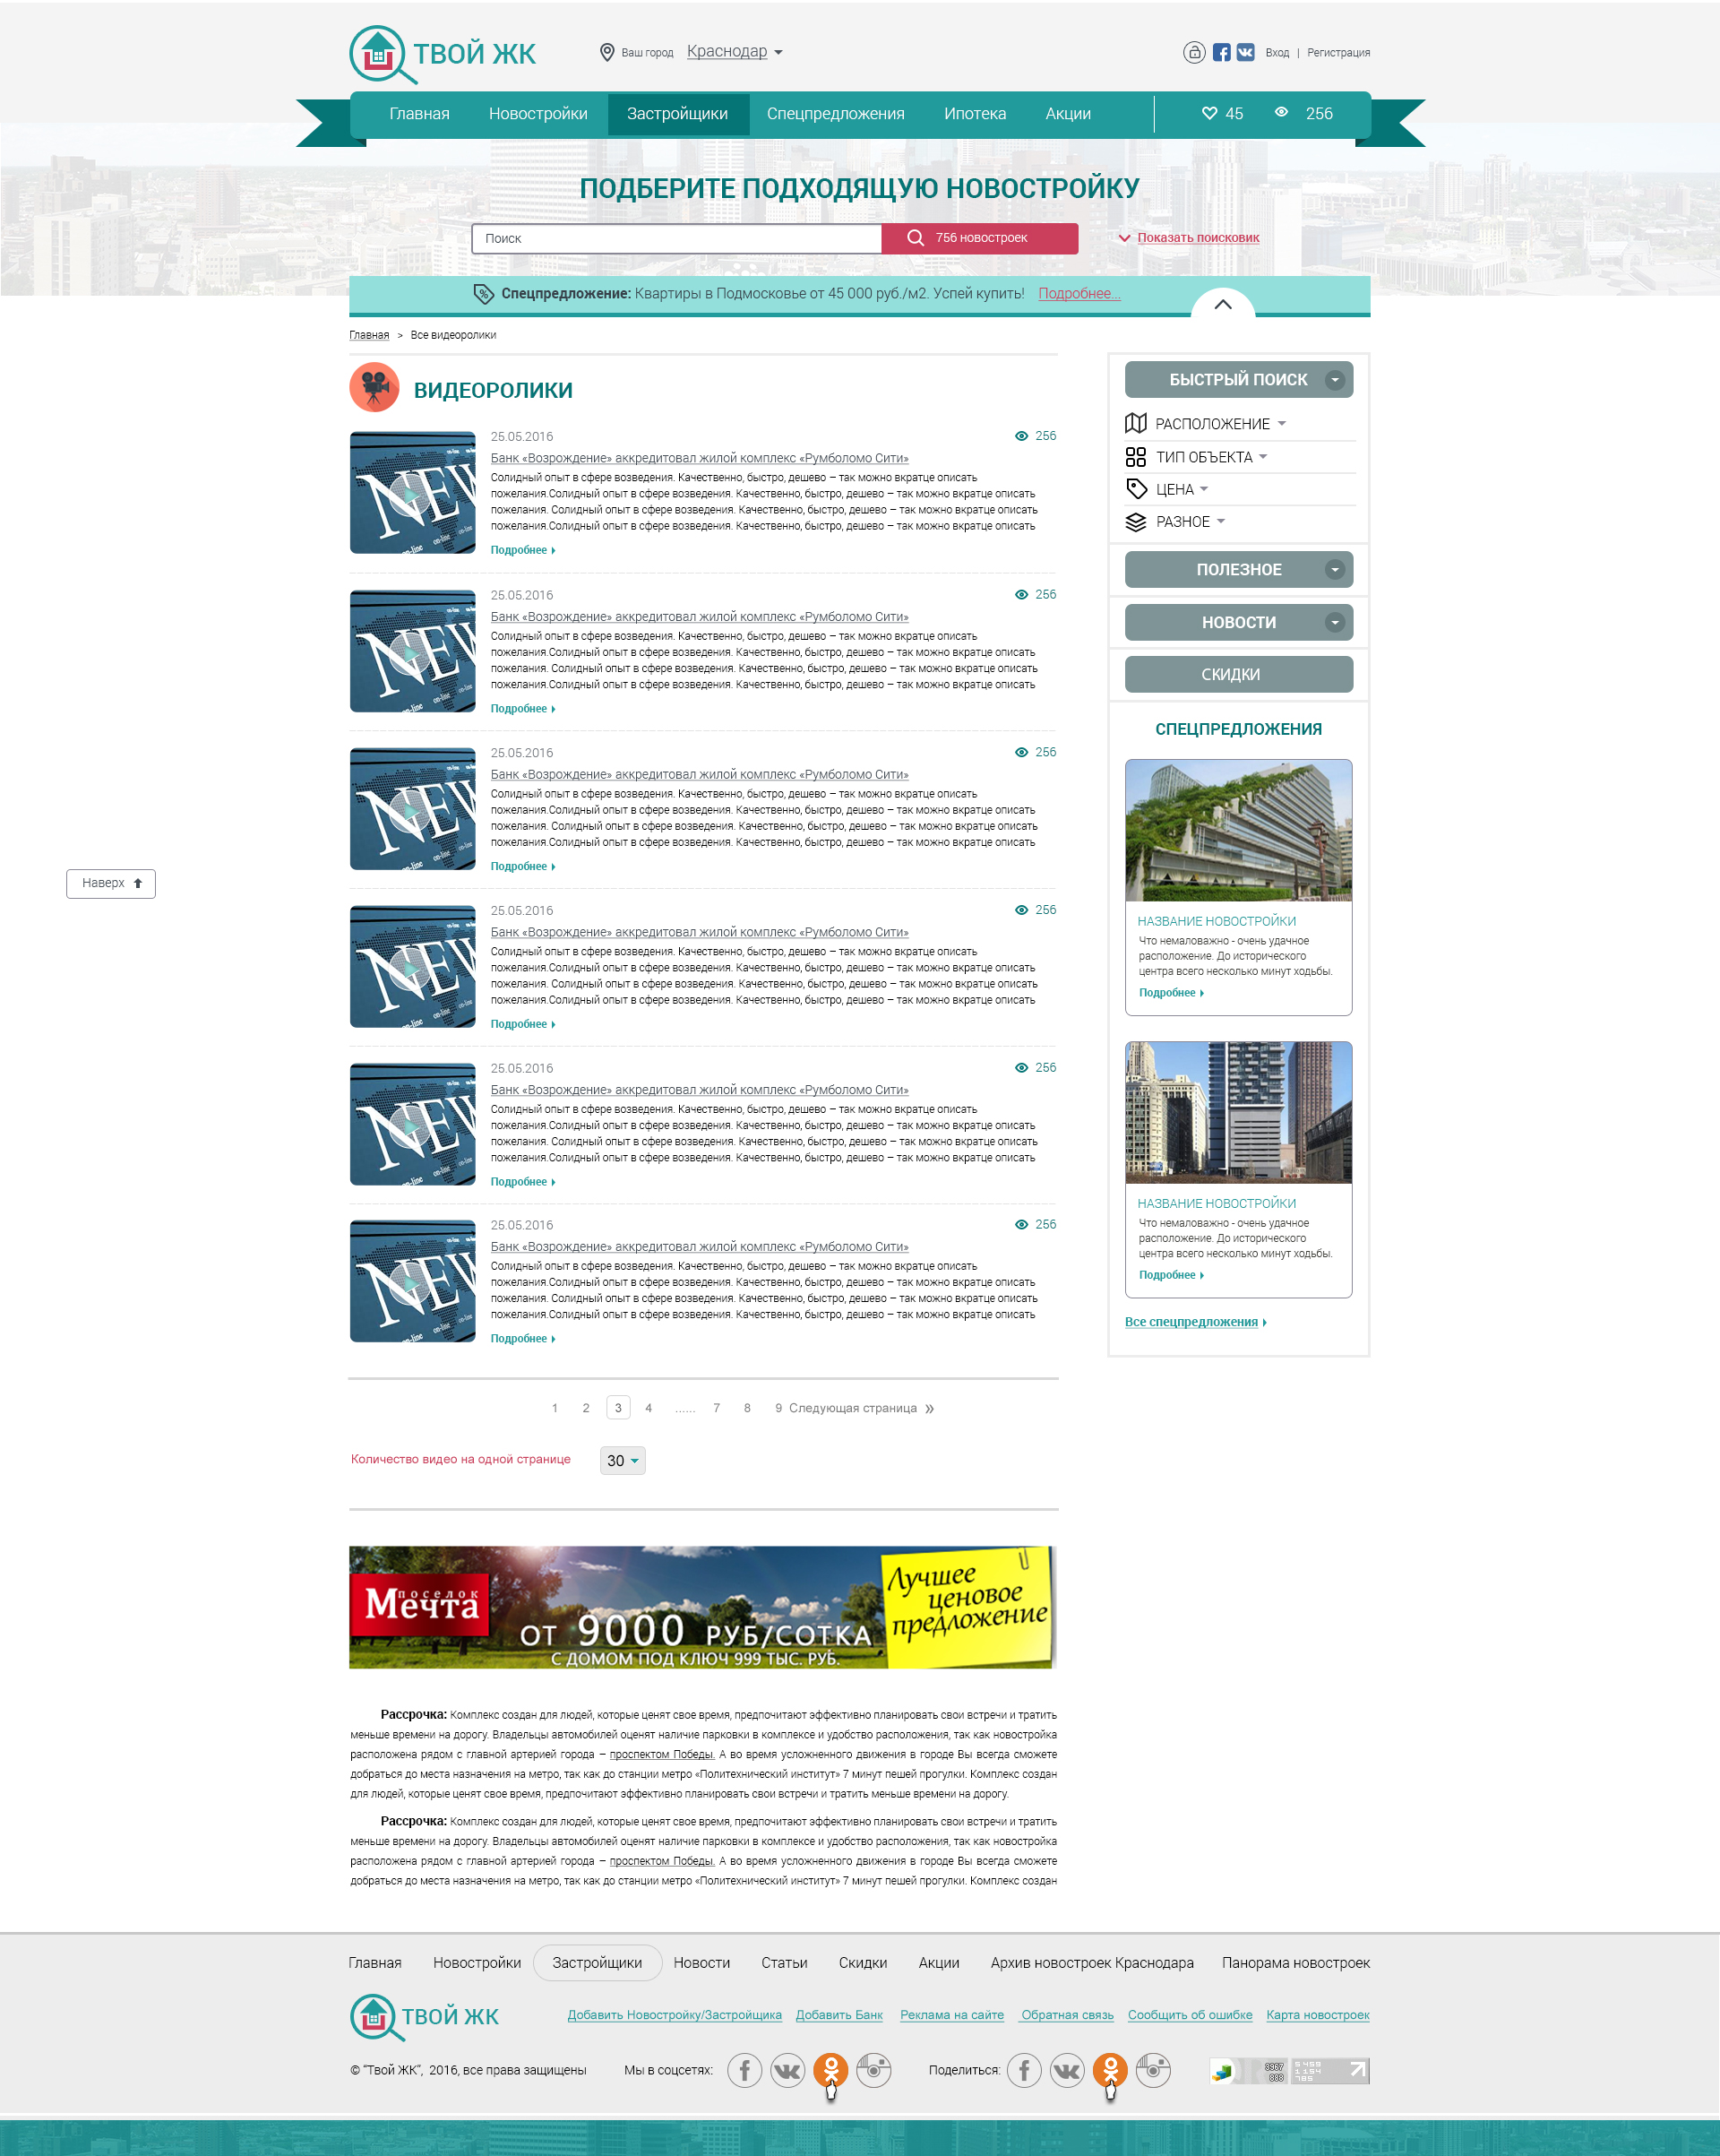 ТВОЙ ЖК
Ваш город Краснодар
Вход | Регистрация
Главная Новостройки Застройщики Спецпредложения Ипотека Акции 45 256
ПОДБЕРИТЕ ПОДХОДЯЩУЮ НОВОСТРОЙКУ
Поиск 756 новостроек Показать поисковик
Спецпредложение: Квартиры в Подмосковье от 45 000 руб./м2. Успей купить! Подробнее...
Главная > Все видеоролики
ВИДЕОРОЛИКИ
25.05.2016 256
Банк «Возрождение» аккредитовал жилой комплекс «Румболомо Сити»
Солидный опыт в сфере возведения. Качественно, быстро, дешево – так можно вкратце описать
пожелания.Солидный опыт в сфере возведения. Качественно, быстро, дешево – так можно вкратце описать
пожелания. Солидный опыт в сфере возведения. Качественно, быстро, дешево – так можно вкратце описать
пожелания.Солидный опыт в сфере возведения. Качественно, быстро, дешево – так можно вкратце описать
Подробнее
25.05.2016 256
Банк «Возрождение» аккредитовал жилой комплекс «Румболомо Сити»
Солидный опыт в сфере возведения. Качественно, быстро, дешево – так можно вкратце описать
пожелания.Солидный опыт в сфере возведения. Качественно, быстро, дешево – так можно вкратце описать
пожелания. Солидный опыт в сфере возведения. Качественно, быстро, дешево – так можно вкратце описать
пожелания.Солидный опыт в сфере возведения. Качественно, быстро, дешево – так можно вкратце описать
Подробнее
25.05.2016 256
Банк «Возрождение» аккредитовал жилой комплекс «Румболомо Сити»
Солидный опыт в сфере возведения. Качественно, быстро, дешево – так можно вкратце описать
пожелания.Солидный опыт в сфере возведения. Качественно, быстро, дешево – так можно вкратце описать
пожелания. Солидный опыт в сфере возведения. Качественно, быстро, дешево – так можно вкратце описать
пожелания.Солидный опыт в сфере возведения. Качественно, быстро, дешево – так можно вкратце описать
Подробнее
25.05.2016 256
Банк «Возрождение» аккредитовал жилой комплекс «Румболомо Сити»
Солидный опыт в сфере возведения. Качественно, быстро, дешево – так можно вкратце описать
пожелания.Солидный опыт в сфере возведения. Качественно, быстро, дешево – так можно вкратце описать
пожелания. Солидный опыт в сфере возведения. Качественно, быстро, дешево – так можно вкратце описать
пожелания.Солидный опыт в сфере возведения. Качественно, быстро, дешево – так можно вкратце описать
Подробнее
25.05.2016 256
Банк «Возрождение» аккредитовал жилой комплекс «Румболомо Сити»
Солидный опыт в сфере возведения. Качественно, быстро, дешево – так можно вкратце описать
пожелания.Солидный опыт в сфере возведения. Качественно, быстро, дешево – так можно вкратце описать
пожелания. Солидный опыт в сфере возведения. Качественно, быстро, дешево – так можно вкратце описать
пожелания.Солидный опыт в сфере возведения. Качественно, быстро, дешево – так можно вкратце описать
Подробнее
25.05.2016 256
Банк «Возрождение» аккредитовал жилой комплекс «Румболомо Сити»
Солидный опыт в сфере возведения. Качественно, быстро, дешево – так можно вкратце описать
пожелания.Солидный опыт в сфере возведения. Качественно, быстро, дешево – так можно вкратце описать
пожелания. Солидный опыт в сфере возведения. Качественно, быстро, дешево – так можно вкратце описать
пожелания.Солидный опыт в сфере возведения. Качественно, быстро, дешево – так можно вкратце описать
Подробнее
1 2 3 4 ...... 7 8 9 Следующая страница »
Количество видео на одной странице 30
БЫСТРЫЙ ПОИСК
РАСПОЛОЖЕНИЕ
ТИП ОБЪЕКТА
ЦЕНА
РАЗНОЕ
ПОЛЕЗНОЕ
НОВОСТИ
СКИДКИ
СПЕЦПРЕДЛОЖЕНИЯ
НАЗВАНИЕ НОВОСТРОЙКИ
Что немаловажно - очень удачное
расположение. До исторического
центра всего несколько минут ходьбы.
Подробнее
НАЗВАНИЕ НОВОСТРОЙКИ
Что немаловажно - очень удачное
расположение. До исторического
центра всего несколько минут ходьбы.
Подробнее
Все спецпредложения
Наверх
поселок
Мечта
ОТ 9000 РУБ/СОТКА
С ДОМОМ ПОД КЛЮЧ 999 ТЫС. РУБ.
Лучшее
ценовое
предложение
Рассрочка: Комплекс создан для людей, которые ценят свое время, предпочитают эффективно планировать свои встречи и тратить
меньше времени на дорогу. Владельцы автомобилей оценят наличие парковки в комплексе и удобство расположения, так как новостройка
расположена рядом с главной артерией города – проспектом Победы. А во время усложненного движения в городе Вы всегда сможете
добраться до места назначения на метро, так как до станции метро «Политехнический институт» 7 минут пешей прогулки. Комплекс создан
для людей, которые ценят свое время, предпочитают эффективно планировать свои встречи и тратить меньше времени на дорогу.
Рассрочка: Комплекс создан для людей, которые ценят свое время, предпочитают эффективно планировать свои встречи и тратить
меньше времени на дорогу. Владельцы автомобилей оценят наличие парковки в комплексе и удобство расположения, так как новостройка
расположена рядом с главной артерией города – проспектом Победы. А во время усложненного движения в городе Вы всегда сможете
добраться до места назначения на метро, так как до станции метро «Политехнический институт» 7 минут пешей прогулки. Комплекс создан
Главная Новостройки Застройщики Новости Статьи Скидки Акции Архив новостроек Краснодара Панорама новостроек
ТВОЙ ЖК
Добавить Новостройку/Застройщика Добавить Банк Реклама на сайте Обратная связь Сообщить об ошибке Карта новостроек
© "Твой ЖК", 2016, все права защищены Мы в соцсетях: Поделиться: